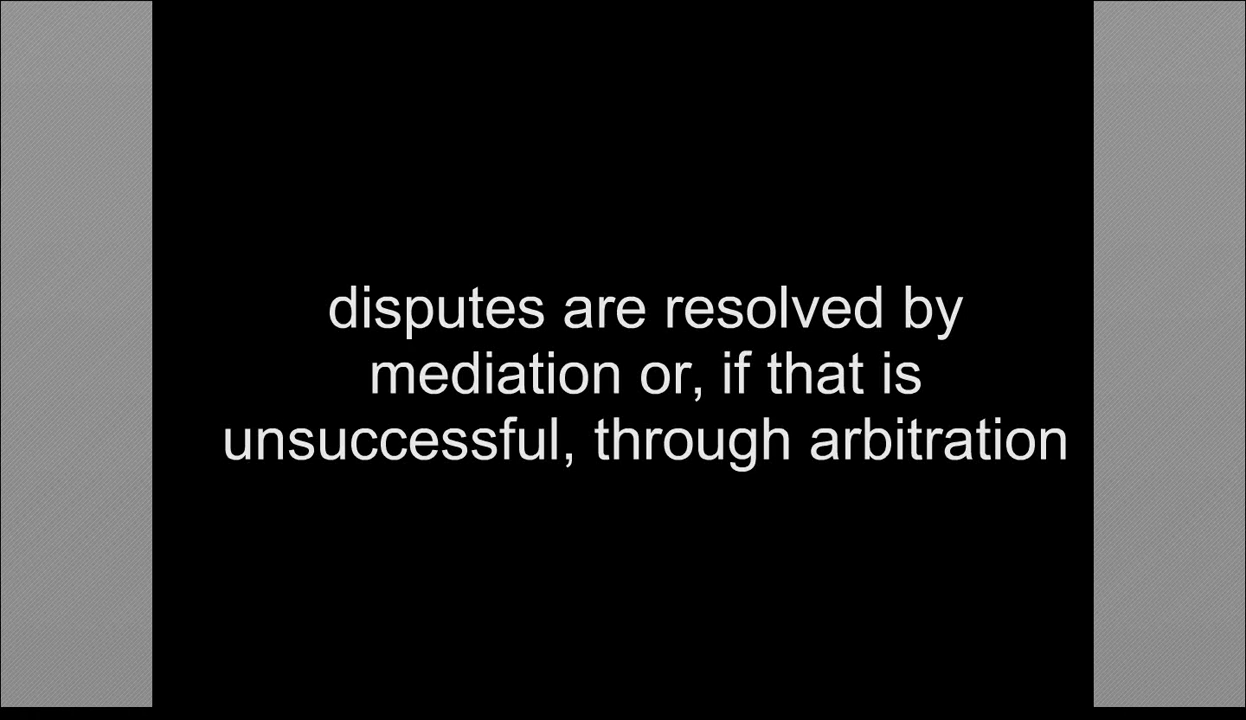 disputes are resolved by
mediation or, if that is
unsuccessful, through arbitration